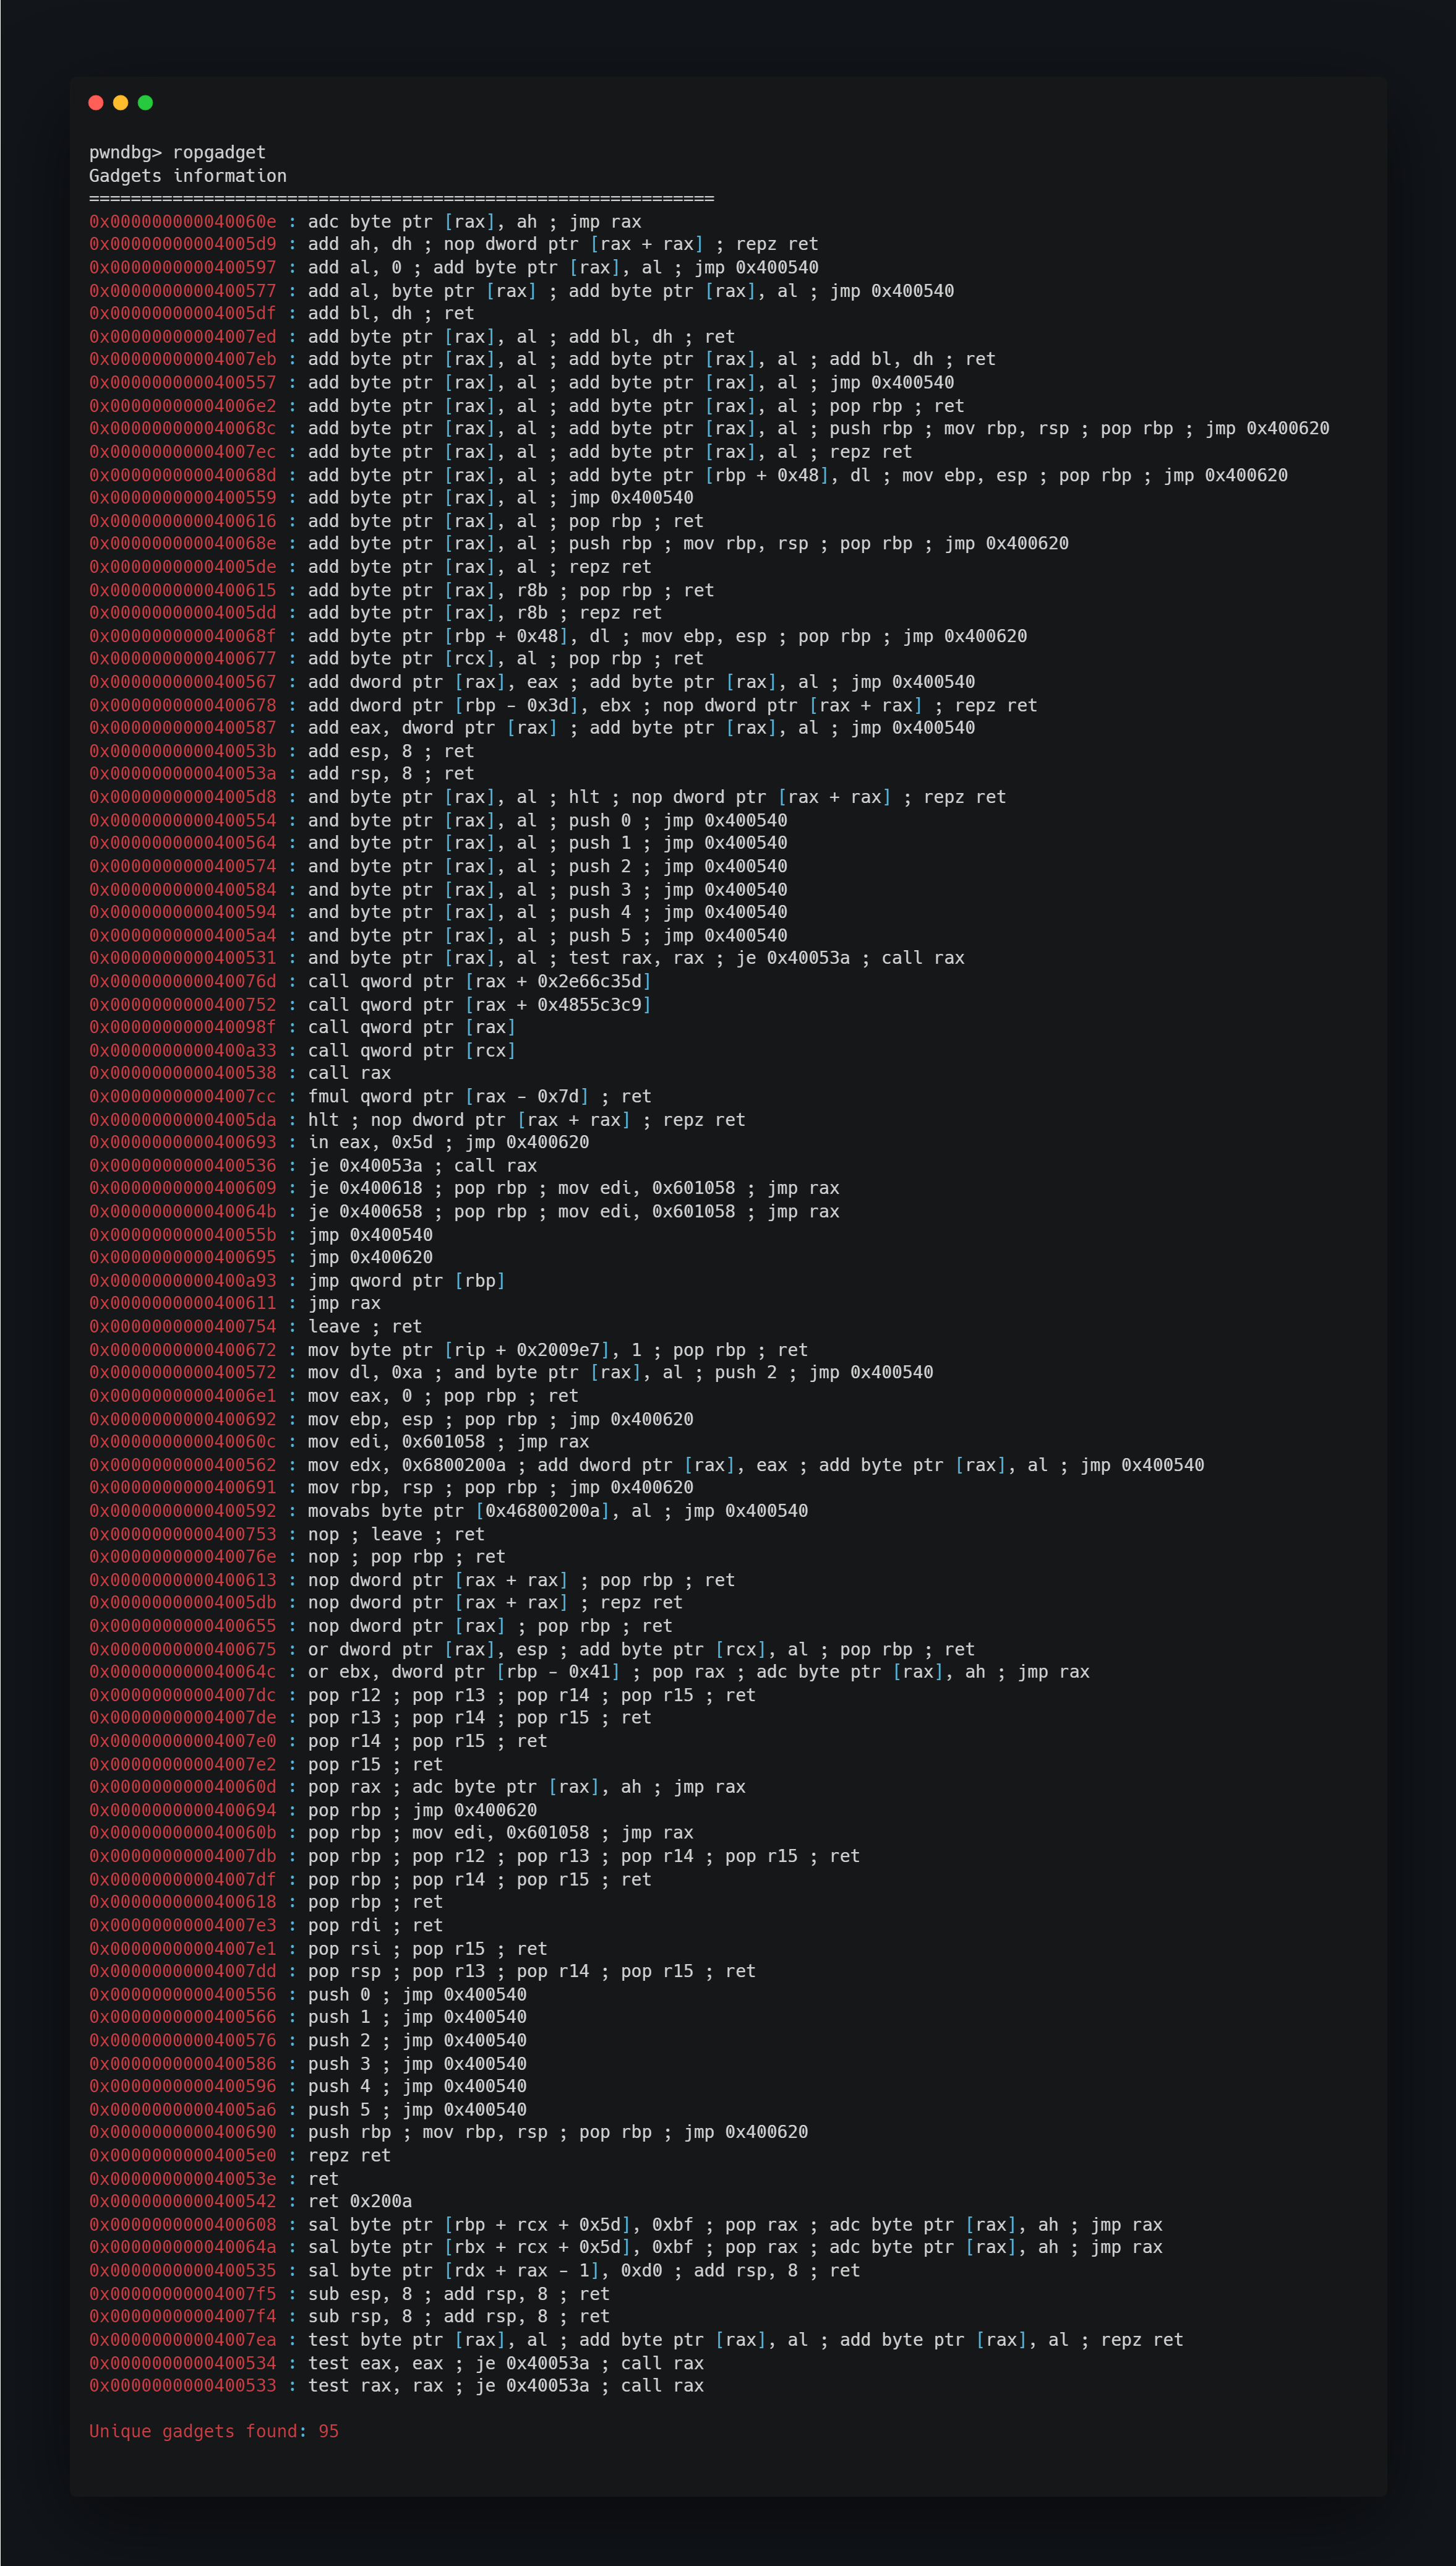 pwndbg> ropgadget
Gadgets information
============================================================
0x000000000040060e : adc byte ptr [rax], ah ; jmp rax
0x00000000004005d9 : add ah, dh ; nop dword ptr [rax + rax] ; repz ret
0x0000000000400597 : add al, 0 ; add byte ptr [rax], al ; jmp 0x400540
0x0000000000400577 : add al, byte ptr [rax] ; add byte ptr [rax], al ; jmp 0x400540
0x00000000004005df : add bl, dh ; ret
0x00000000004007ed : add byte ptr [rax], al ; add bl, dh ; ret
0x00000000004007eb : add byte ptr [rax], al ; add byte ptr [rax], al ; add bl, dh ; ret
0x0000000000400557 : add byte ptr [rax], al ; add byte ptr [rax], al ; jmp 0x400540
0x00000000004006e2 : add byte ptr [rax], al ; add byte ptr [rax], al ; pop rbp ; ret
0x000000000040068c : add byte ptr [rax], al ; add byte ptr [rax], al ; push rbp ; mov rbp, rsp ; pop rbp ; jmp 0x400620
0x00000000004007ec : add byte ptr [rax], al ; add byte ptr [rax], al ; repz ret
0x000000000040068d : add byte ptr [rax], al ; add byte ptr [rbp + 0x48], dl ; mov ebp, esp ; pop rbp ; jmp 0x400620
0x0000000000400559 : add byte ptr [rax], al ; jmp 0x400540
0x0000000000400616 : add byte ptr [rax], al ; pop rbp ; ret
0x000000000040068e : add byte ptr [rax], al ; push rbp ; mov rbp, rsp ; pop rbp ; jmp 0x400620
0x00000000004005de : add byte ptr [rax], al ; repz ret
0x0000000000400615 : add byte ptr [rax], r8b ; pop rbp ; ret
0x00000000004005dd : add byte ptr [rax], r8b ; repz ret
0x000000000040068f : add byte ptr [rbp + 0x48], dl ; mov ebp, esp ; pop rbp ; jmp 0x400620
0x0000000000400677 : add byte ptr [rcx], al ; pop rbp ; ret
0x0000000000400567 : add dword ptr [rax], eax ; add byte ptr [rax], al ; jmp 0x400540
0x0000000000400678 : add dword ptr [rbp - 0x3d], ebx ; nop dword ptr [rax + rax] ; repz ret
0x0000000000400587 : add eax, dword ptr [rax] ; add byte ptr [rax], al ; jmp 0x400540
0x000000000040053b : add esp, 8 ; ret
0x000000000040053a : add rsp, 8 ; ret
0x00000000004005d8 : and byte ptr [rax], al ; hlt ; nop dword ptr [rax + rax] ; repz ret
0x0000000000400554 : and byte ptr [rax], al ; push 0 ; jmp 0x400540
0x0000000000400564 : and byte ptr [rax], al ; push 1 ; jmp 0x400540
0x0000000000400574 : and byte ptr [rax], al ; push 2 ; jmp 0x400540
0x0000000000400584 : and byte ptr [rax], al ; push 3 ; jmp 0x400540
0x0000000000400594 : and byte ptr [rax], al ; push 4 ; jmp 0x400540
0x00000000004005a4 : and byte ptr [rax], al ; push 5 ; jmp 0x400540
0x0000000000400531 : and byte ptr [rax], al ; test rax, rax ; je 0x40053a ; call rax
0x000000000040076d : call qword ptr [rax + 0x2e66c35d]
0x0000000000400752 : call qword ptr [rax + 0x4855c3c9]
0x000000000040098f : call qword ptr [rax]
0x0000000000400a33 : call qword ptr [rcx]
0x0000000000400538 : call rax
0x00000000004007cc : fmul qword ptr [rax - 0x7d] ; ret
0x00000000004005da : hlt ; nop dword ptr [rax + rax] ; repz ret
0x0000000000400693 : in eax, 0x5d ; jmp 0x400620
0x0000000000400536 : je 0x40053a ; call rax
0x0000000000400609 : je 0x400618 ; pop rbp ; mov edi, 0x601058 ; jmp rax
0x000000000040064b : je 0x400658 ; pop rbp ; mov edi, 0x601058 ; jmp rax
0x000000000040055b : jmp 0x400540
0x0000000000400695 : jmp 0x400620
0x0000000000400a93 : jmp qword ptr [rbp]
0x0000000000400611 : jmp rax
0x0000000000400754 : leave ; ret
0x0000000000400672 : mov byte ptr [rip + 0x2009e7], 1 ; pop rbp ; ret
0x0000000000400572 : mov dl, 0xa ; and byte ptr [rax], al ; push 2 ; jmp 0x400540
0x00000000004006e1 : mov eax, 0 ; pop rbp ; ret
0x0000000000400692 : mov ebp, esp ; pop rbp ; jmp 0x400620
0x000000000040060c : mov edi, 0x601058 ; jmp rax
0x0000000000400562 : mov edx, 0x6800200a ; add dword ptr [rax], eax ; add byte ptr [rax], al ; jmp 0x400540
0x0000000000400691 : mov rbp, rsp ; pop rbp ; jmp 0x400620
0x0000000000400592 : movabs byte ptr [0x46800200a], al ; jmp 0x400540
0x0000000000400753 : nop ; leave ; ret
0x000000000040076e : nop ; pop rbp ; ret
0x0000000000400613 : nop dword ptr [rax + rax] ; pop rbp ; ret
0x00000000004005db : nop dword ptr [rax + rax] ; repz ret
0x0000000000400655 : nop dword ptr [rax] ; pop rbp ; ret
0x0000000000400675 : or dword ptr [rax], esp ; add byte ptr [rcx], al ; pop rbp ; ret
0x000000000040064c : or ebx, dword ptr [rbp - 0x41] ; pop rax ; adc byte ptr [rax], ah ; jmp rax
0x00000000004007dc : pop r12 ; pop r13 ; pop r14 ; pop r15 ; ret
0x00000000004007de : pop r13 ; pop r14 ; pop r15 ; ret
0x00000000004007e0 : pop r14 ; pop r15 ; ret
0x00000000004007e2 : pop r15 ; ret
0x000000000040060d : pop rax ; adc byte ptr [rax], ah ; jmp rax
0x0000000000400694 : pop rbp ; jmp 0x400620
0x000000000040060b : pop rbp ; mov edi, 0x601058 ; jmp rax
0x00000000004007db : pop rbp ; pop r12 ; pop r13 ; pop r14 ; pop r15 ; ret
0x00000000004007df : pop rbp ; pop r14 ; pop r15 ; ret
0x0000000000400618 : pop rbp ; ret
0x00000000004007e3 : pop rdi ; ret
0x00000000004007e1 : pop rsi ; pop r15 ; ret
0x00000000004007dd : pop rsp ; pop r13 ; pop r14 ; pop r15 ; ret
0x0000000000400556 : push 0 ; jmp 0x400540
0x0000000000400566 : push 1 ; jmp 0x400540
0x0000000000400576 : push 2 ; jmp 0x400540
0x0000000000400586 : push 3 ; jmp 0x400540
0x0000000000400596 : push 4 ; jmp 0x400540
0x00000000004005a6 : push 5 ; jmp 0x400540
0x0000000000400690 : push rbp ; mov rbp, rsp ; pop rbp ; jmp 0x400620
0x00000000004005e0 : repz ret
0x000000000040053e : ret
0x0000000000400542 : ret 0x200a
0x0000000000400608 : sal byte ptr [rbp + rcx + 0x5d], 0xbf ; pop rax ; adc byte ptr [rax], ah ; jmp rax
0x000000000040064a : sal byte ptr [rbx + rcx + 0x5d], 0xbf ; pop rax ; adc byte ptr [rax], ah ; jmp rax
0x0000000000400535 : sal byte ptr [rdx + rax - 1], 0xd0 ; add rsp, 8 ; ret
0x00000000004007f5 : sub esp, 8 ; add rsp, 8 ; ret
0x00000000004007f4 : sub rsp, 8 ; add rsp, 8 ; ret
0x00000000004007ea : test byte ptr [rax], al ; add byte ptr [rax], al ; add byte ptr [rax], al ; repz ret
0x0000000000400534 : test eax, eax ; je 0x40053a ; call rax
0x0000000000400533 : test rax, rax ; je 0x40053a ; call rax
Unique gadgets found: 95